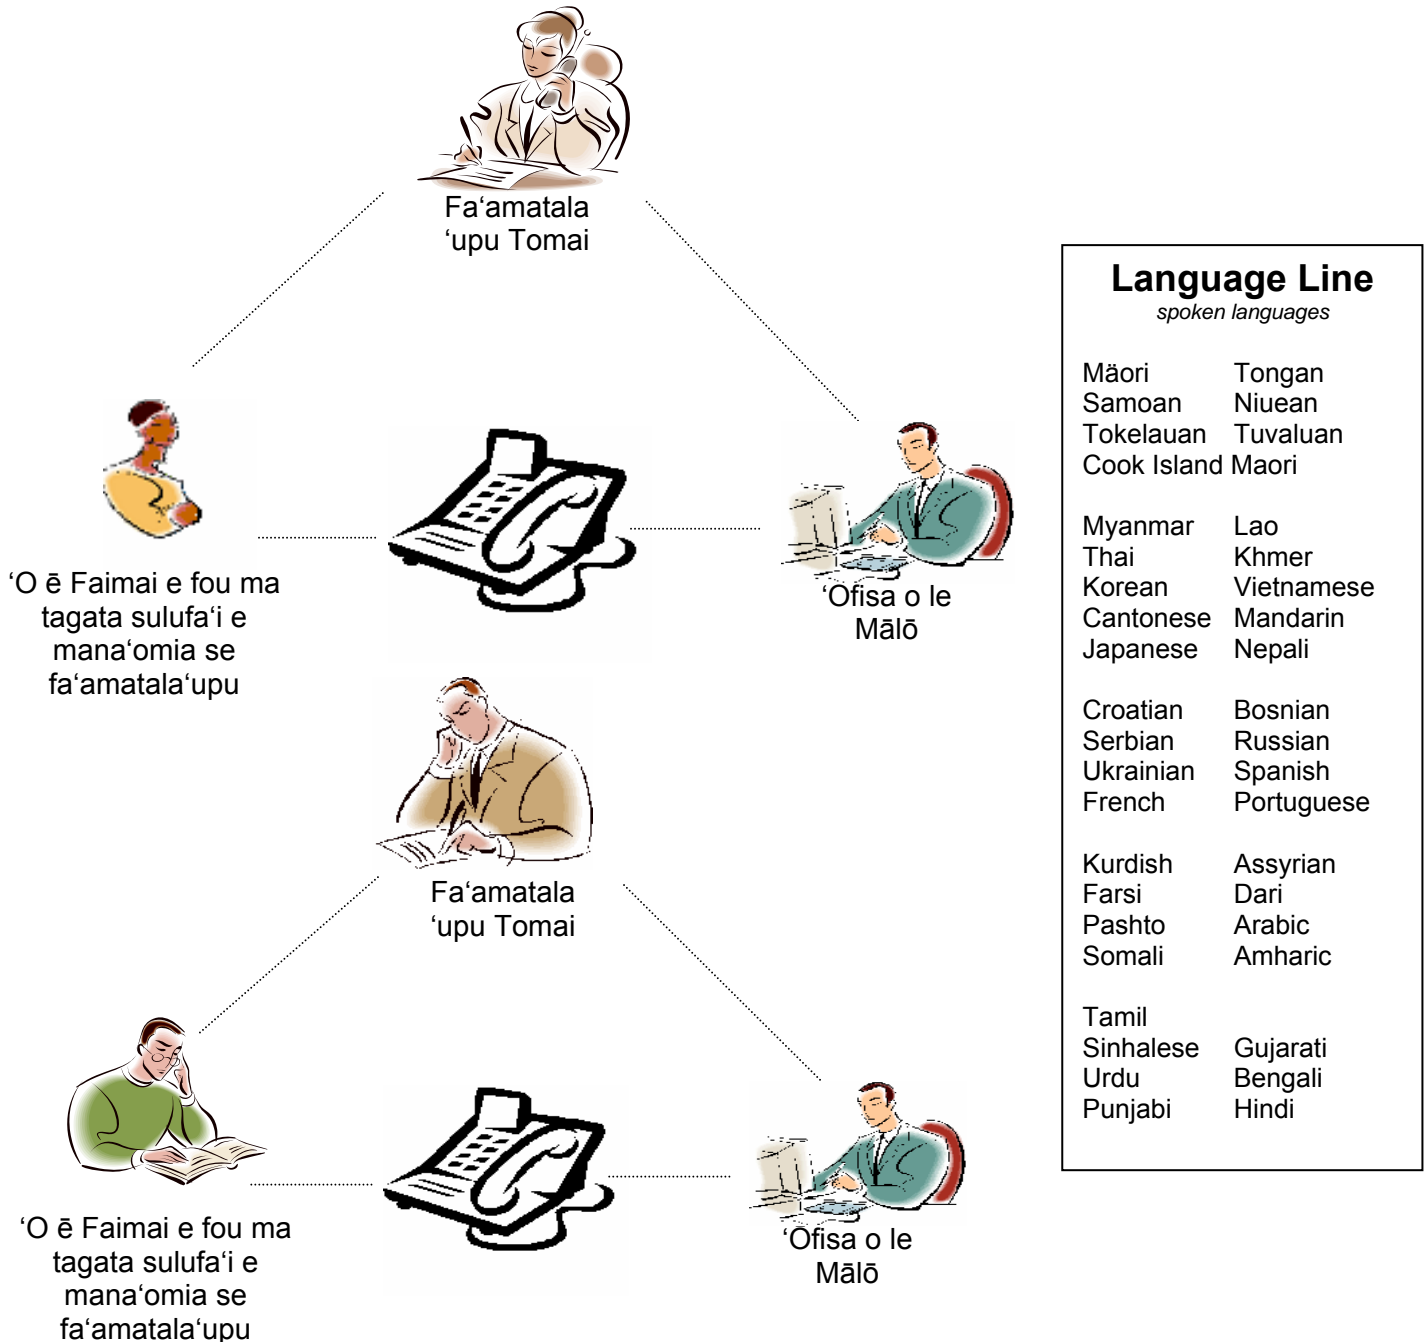 Fa‘amatala
‘upu Tomai
‘O ē Faimai e fou ma
tagata sulufa‘i e
mana‘omia se
fa‘amatala‘upu
‘Ofisa o le
Mālō
Fa‘amatala
‘upu Tomai
‘O ē Faimai e fou ma
tagata sulufa‘i e
mana‘omia se
fa‘amatala‘upu
‘Ofisa o le
Mālō
Language Line
spoken languages
Mäori Tongan
Samoan Niuean
Tokelauan Tuvaluan
Cook Island Maori
Myanmar Lao
Thai Khmer
Korean Vietnamese
Cantonese Mandarin
Japanese Nepali
Croatian Bosnian
Serbian Russian
Ukrainian Spanish
French Portuguese
Kurdish Assyrian
Farsi Dari
Pashto Arabic
Somali Amharic
Tamil
Sinhalese Gujarati
Urdu Bengali
Punjabi Hindi